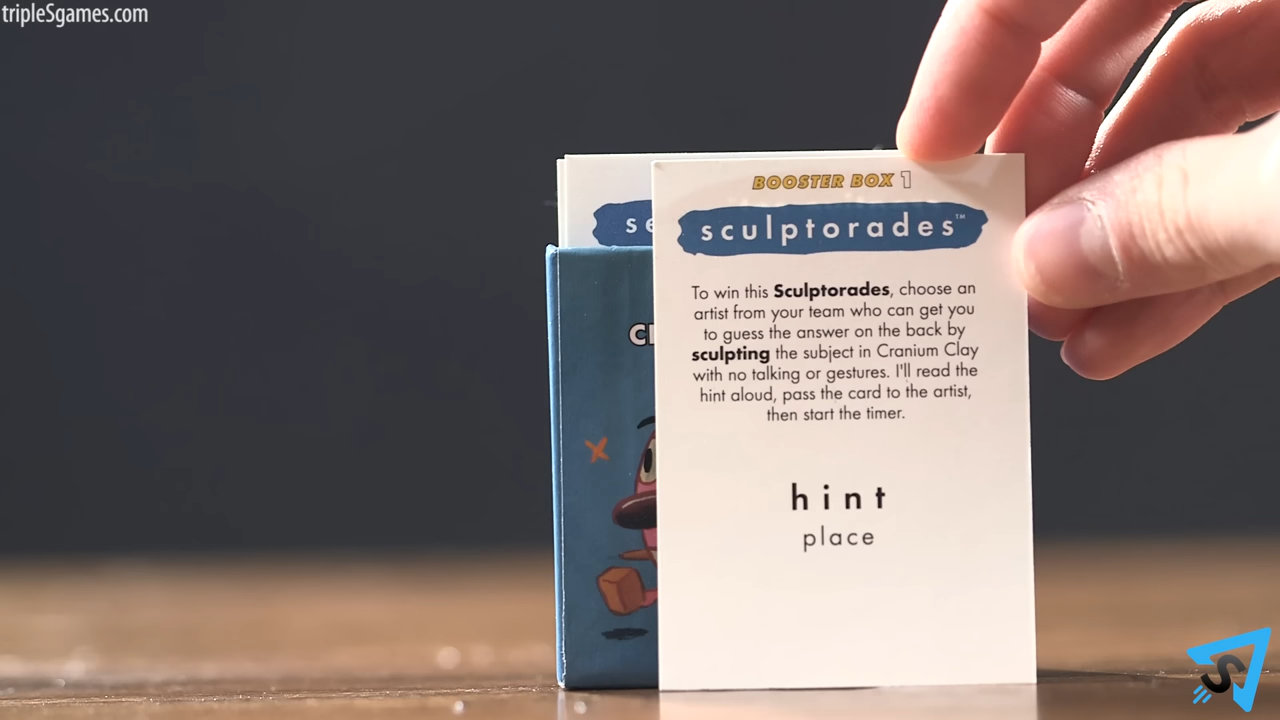 tripleSgames.com
BOOSTER BOX 1
sculptorades™
To win this Sculptorades, choose an
artist from your team who can get you
to guess the answer on the back by
sculpting the subject in Cranium Clay
with no talking or gestures. I'll read the
hint aloud, pass the card to the artist,
then start the timer.
hint
place
se
S